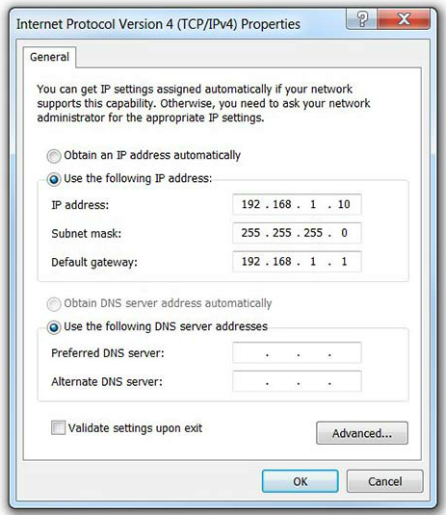 Internet Protocol Version 4 (TCP/IPv4) Properties
General
You can get IP settings assigned automatically if your network
supports this capability. Otherwise, you need to ask your network
administrator for the appropriate IP settings.
Obtain an IP address automatically
Use the following IP address:
IP address: 192 . 168 . 1 . 10
Subnet mask: 255 . 255 . 255 . 0
Default gateway: 192 . 168 . 1 . 1
Obtain DNS server address automatically
Use the following DNS server addresses
Preferred DNS server: . . .
Alternate DNS server: . . .
Validate settings upon exit
Advanced...
OK Cancel